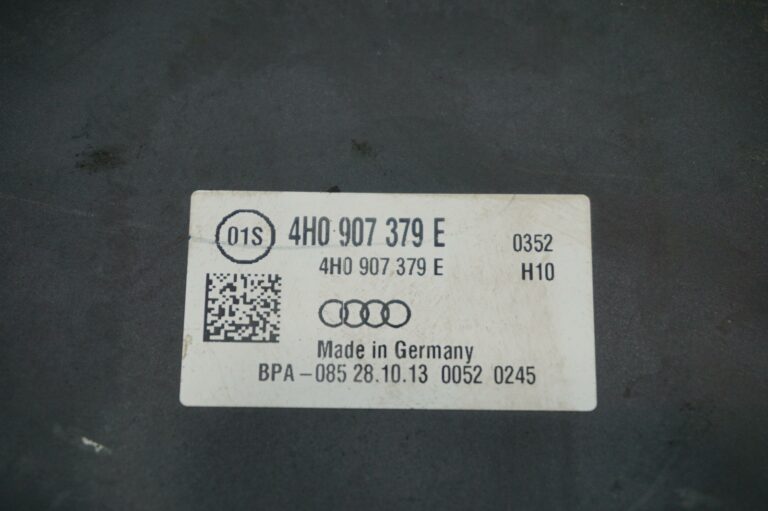 01S 4H0 907 379 E 0352
4H0 907 379 E H10
Made in Germany
BPA-085 28.10.13 0052 0245